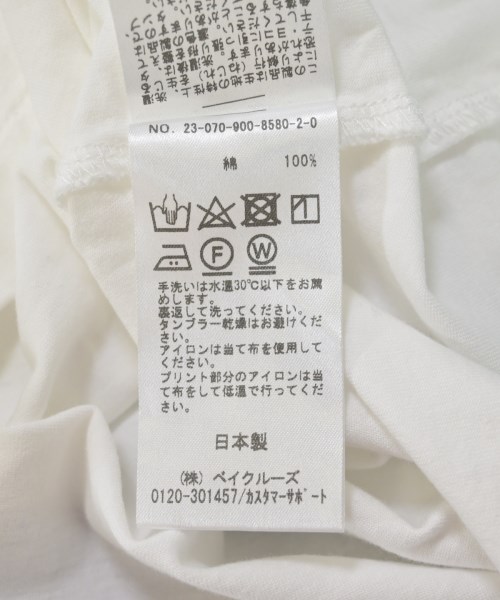 NO. 23-070-900-8580-2-0
綿 100%
F
W
手洗いは水温30℃以下をお薦
めします。
裏返して洗ってください。
タンブラー乾燥はお避けくださ
い。
アイロンは当て布を使用して
ください。
プリント部分のアイロンは当
て布をして低温で行ってくださ
い。
日本製
(株) ベイクルーズ
0120-301457/カスタマーサポート